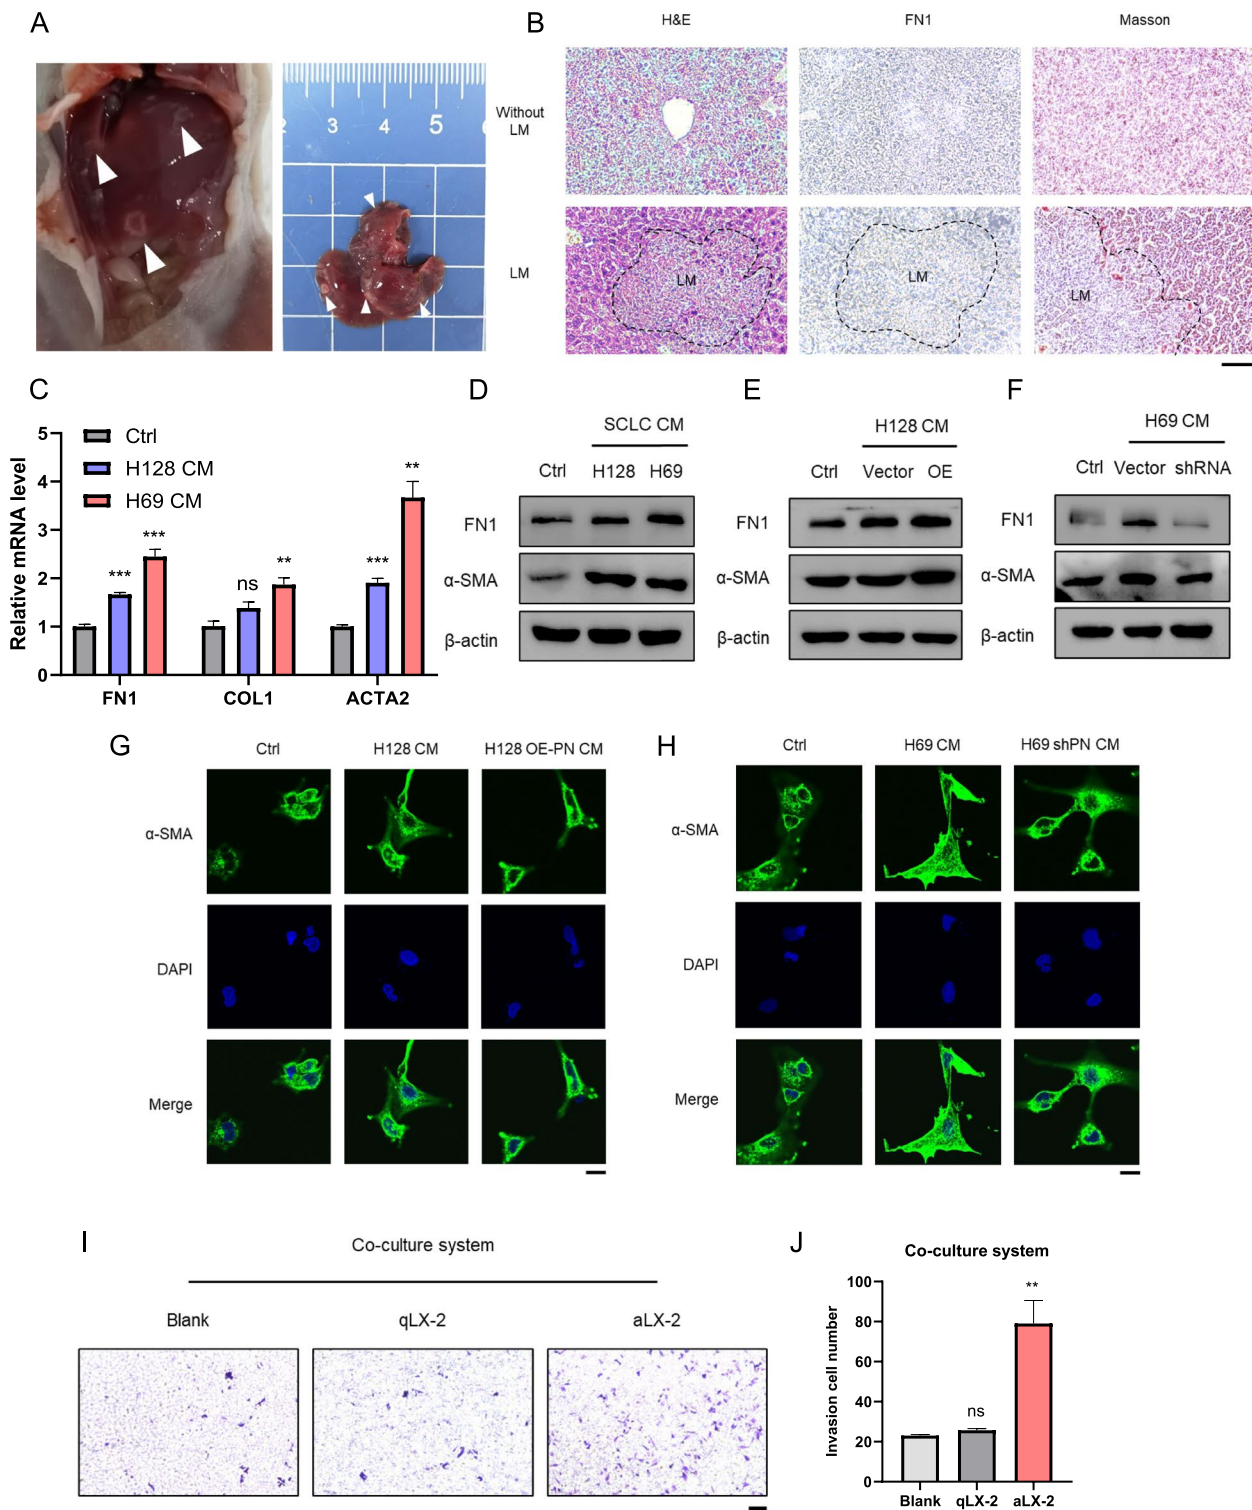 A
2 3 4 5 6
B
H&E FN1 Masson
Without
LM
LM
LM LM LM
C
Ctrl
H128 CM
H69 CM
Relative mRNA level
5
4
3
2
1
0
*** ***
ns **
*** **
FN1 COL1 ACTA2
D
SCLC CM
Ctrl H128 H69
FN1
α-SMA
β-actin
E
H128 CM
Ctrl Vector OE
FN1
α-SMA
β-actin
F
H69 CM
Ctrl Vector shRNA
FN1
α-SMA
β-actin
G
Ctrl H128 CM H128 OE-PN CM
α-SMA
DAPI
Merge
H
Ctrl H69 CM H69 shPN CM
α-SMA
DAPI
Merge
I
Co-culture system
Blank qLX-2 aLX-2
J
Co-culture system
Invasion cell number
100
80
60
40
20
0
ns **
Blank qLX-2 aLX-2